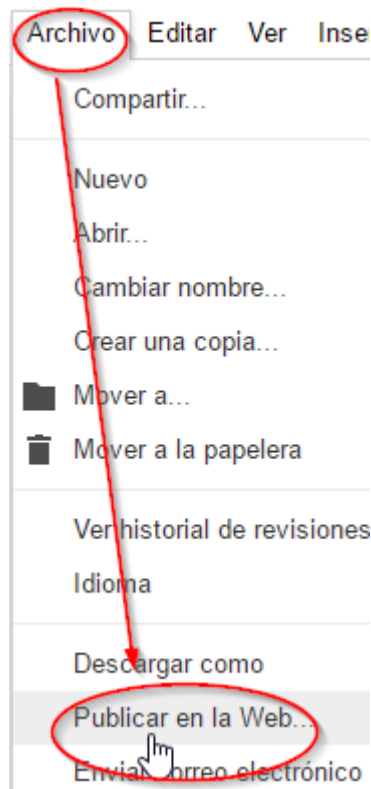 Archivo Editar Ver Inser
Compartir...
Nuevo
Abrir...
Cambiar nombre...
Crear una copia...
Mover a...
Mover a la papelera
Ver historial de revisiones
Idioma
Descargar como
Publicar en la Web...
Enviar correo electrónico